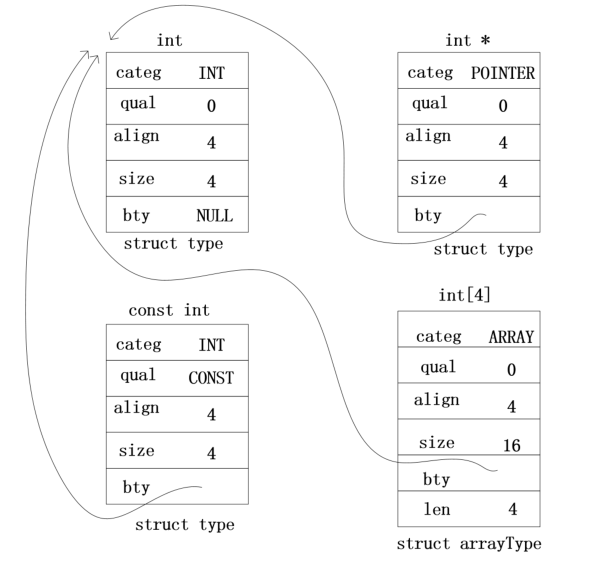 int
categ INT
qual 0
align 4
size 4
bty NULL
struct type
int *
categ POINTER
qual 0
align 4
size 4
bty
struct type
const int
categ INT
qual CONST
align 4
size 4
bty
struct type
int[4]
categ ARRAY
qual 0
align 4
size 16
bty
len 4
struct arrayType